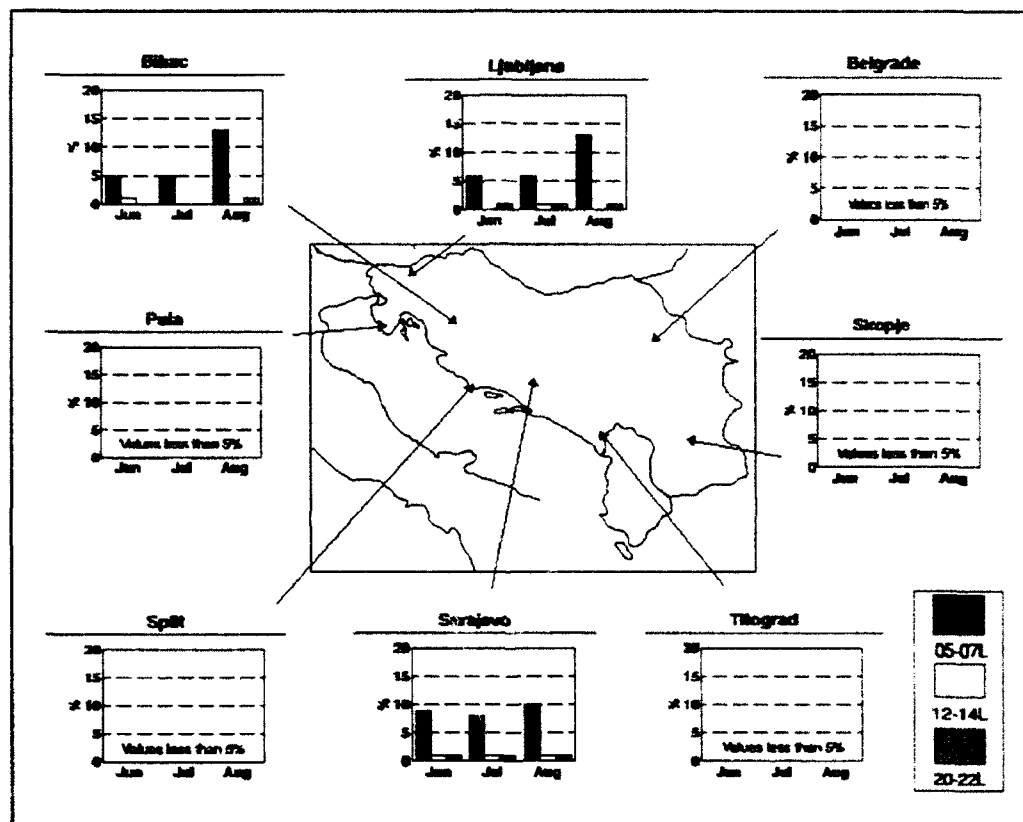 Bihac
20
15
% 10
5
0
Jun Jul Aug
Ljubljana
20
15
% 10
5
0
Jun Jul Aug
Belgrade
20
15
% 10
5
0
Values less than 5%
Jun Jul Aug
Pula
20
15
% 10
5
0
Values less than 5%
Jun Jul Aug
Skopje
20
15
% 10
5
0
Values less than 5%
Jun Jul Aug
Split
20
15
% 10
5
0
Values less than 5%
Jun Jul Aug
Sarajevo
20
15
% 10
5
0
Jun Jul Aug
Titograd
20
15
% 10
5
0
Values less than 5%
Jun Jul Aug
05-07L
12-14L
20-22L